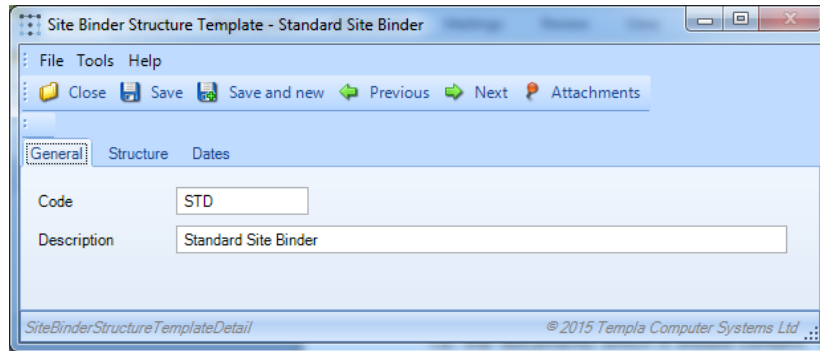 Site Binder Structure Template - Standard Site Binder
File Tools Help
Close Save Save and new Previous Next Attachments
General Structure Dates
Code STD
Description Standard Site Binder
SiteBinderStructureTemplateDetail © 2015 Templa Computer Systems Ltd